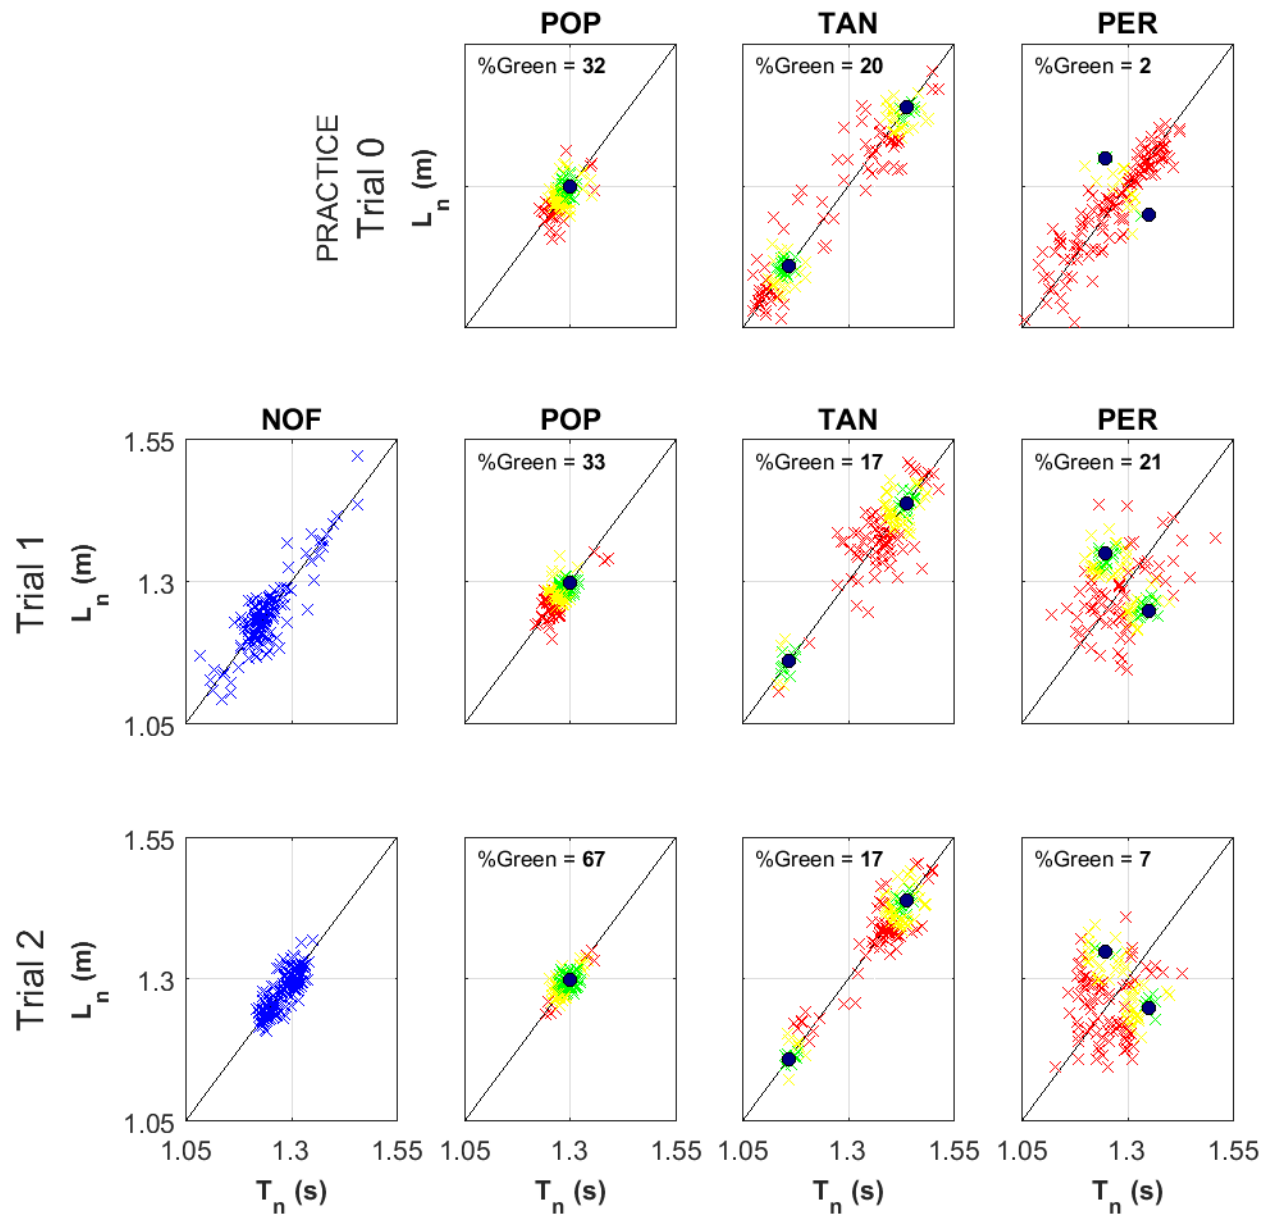 POP TAN PER
PRACTICE
Trial 0
L_n (m)
%Green = 32
%Green = 20
%Green = 2
NOF POP TAN PER
Trial 1
L_n (m)
1.55
1.3
1.05
%Green = 33
%Green = 17
%Green = 21
Trial 2
L_n (m)
1.55
1.3
1.05
%Green = 67
%Green = 17
%Green = 7
1.05 1.3 1.55 1.05 1.3 1.55 1.05 1.3 1.55 1.05 1.3 1.55
T_n (s) T_n (s) T_n (s) T_n (s)